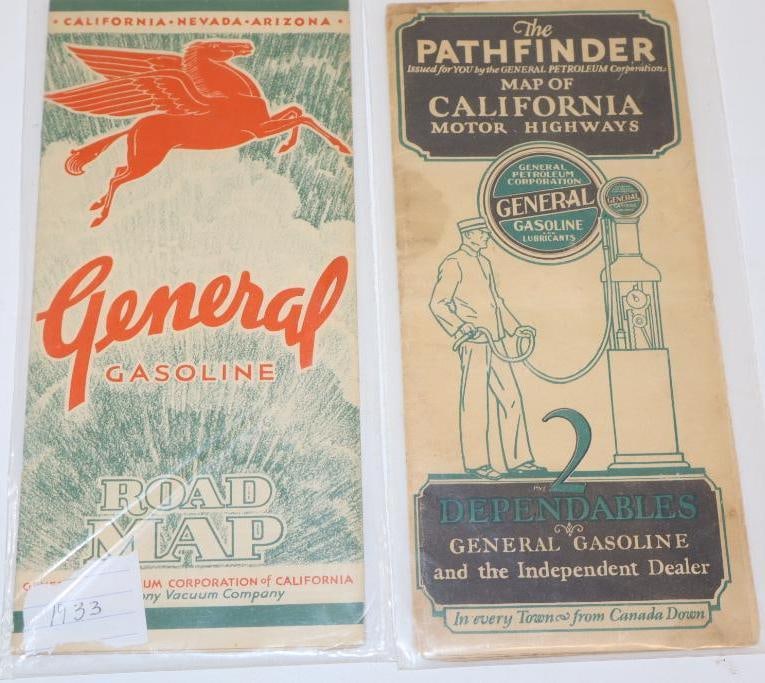 • CALIFORNIA • NEVADA • ARIZONA •
General
GASOLINE
ROAD
MAP
UM CORPORATION of CALIFORNIA
ony Vacuum Company
1933
The
PATHFINDER
Issued for YOU by the GENERAL PETROLEUM Corporation
MAP OF
CALIFORNIA
MOTOR HIGHWAYS
GENERAL
PETROLEUM
CORPORATION
GENERAL
GASOLINE
LUBRICANTS
GENERAL
2
DEPENDABLES
GENERAL GASOLINE
and the Independent Dealer
In every Town from Canada Down